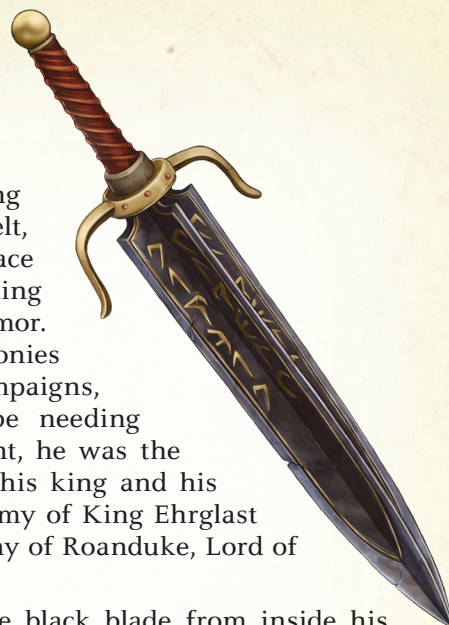 ng
elt,
ace
ing
mor.
onies
mpaigns,
be needing
nt, he was the
his king and his
my of King Ehrglast
ny of Roanduke, Lord of
e black blade from inside his